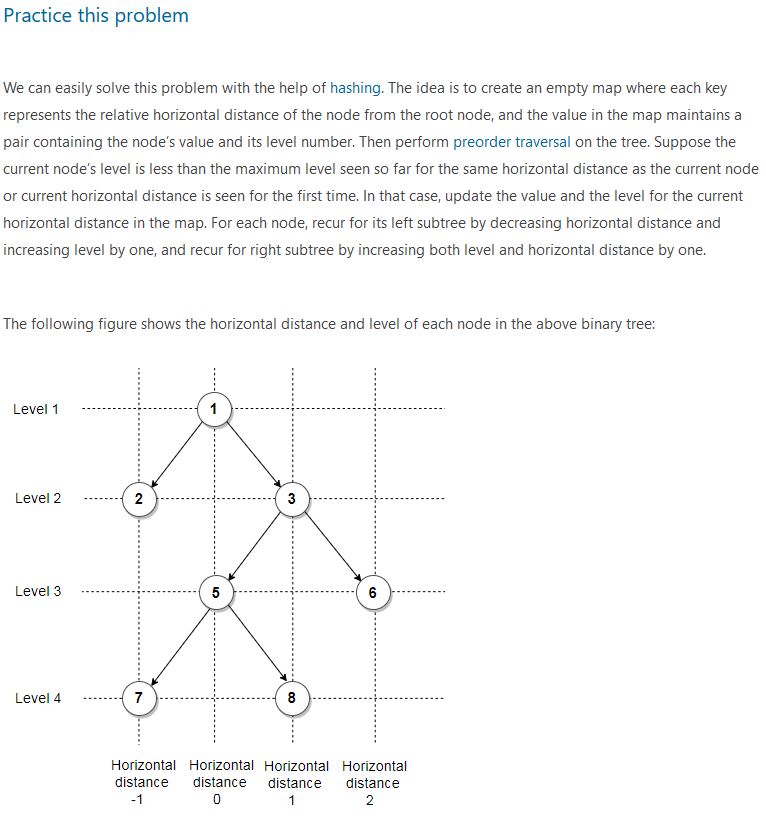 Practice this problem
We can easily solve this problem with the help of hashing. The idea is to create an empty map where each key
represents the relative horizontal distance of the node from the root node, and the value in the map maintains a
pair containing the node's value and its level number. Then perform preorder traversal on the tree. Suppose the
current node's level is less than the maximum level seen so far for the same horizontal distance as the current node
or current horizontal distance is seen for the first time. In that case, update the value and the level for the current
horizontal distance in the map. For each node, recur for its left subtree by decreasing horizontal distance and
increasing level by one, and recur for right subtree by increasing both level and horizontal distance by one.
The following figure shows the horizontal distance and level of each node in the above binary tree:
Level 1 1
Level 2 2 3
Level 3 5 6
Level 4 7 8
Horizontal Horizontal Horizontal Horizontal
distance distance distance distance
-1 0 1 2